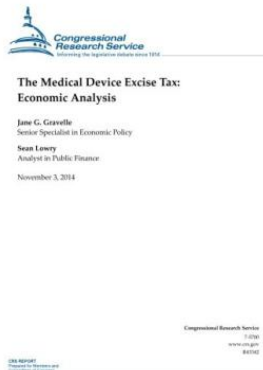 Congressional
Research Service
Informing the legislative debate since 1914
The Medical Device Excise Tax:
Economic Analysis
Jane G. Gravelle
Senior Specialist in Economic Policy
Sean Lowry
Analyst in Public Finance
November 3, 2014
Congressional Research Service
7-5700
www.crs.gov
CRS REPORT
Prepared for Members and